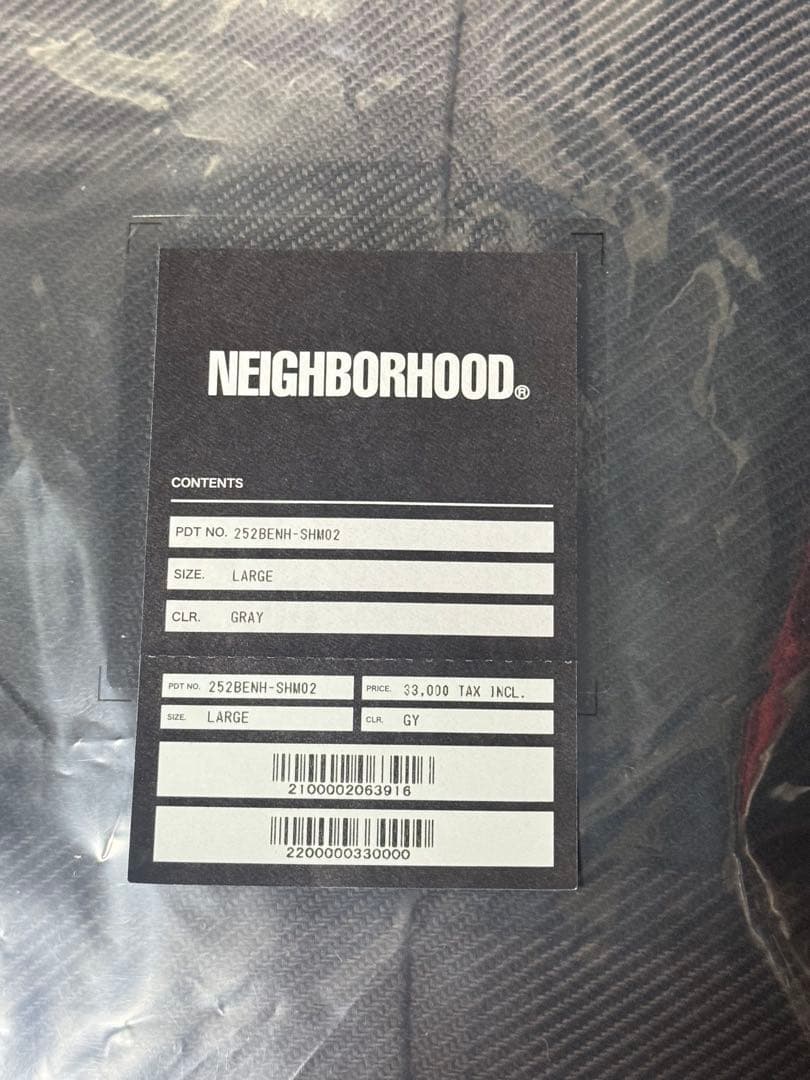 NEIGHBORHOOD®
CONTENTS
PDT NO. 252BENH-SHM02
SIZE. LARGE
CLR. GRAY
PDT NO. 252BENH-SHM02 PRICE. 33,000 TAX INCL.
SIZE. LARGE CLR. GY
2100002063916
2200000330000